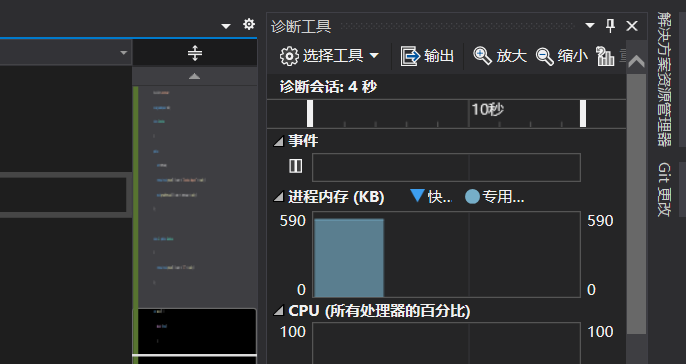 诊断工具
选择工具 输出 放大 缩小
诊断会话: 4 秒
10秒
事件
进程内存 (KB) 快... 专用...
590 590
0 0
CPU (所有处理器的百分比)
100 100
解决方案资源管理器
Git 更改